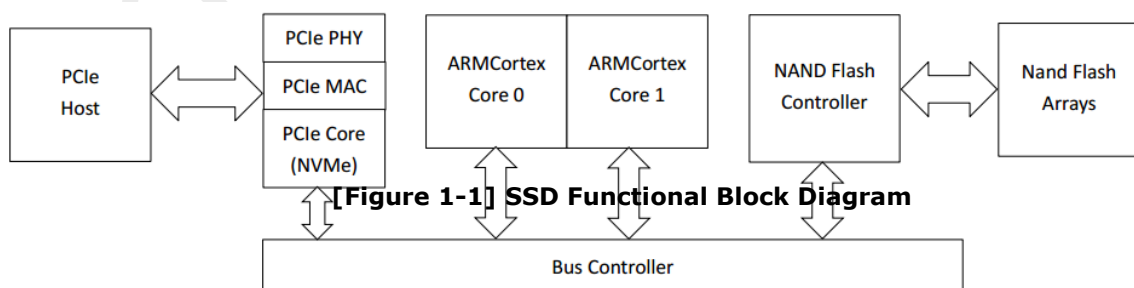 PCIe
Host
PCIe PHY
PCIe MAC
PCIe Core
(NVMe)
ARMCortex
Core 0
ARMCortex
Core 1
NAND Flash
Controller
Nand Flash
Arrays
[Figure 1-1] SSD Functional Block Diagram
Bus Controller